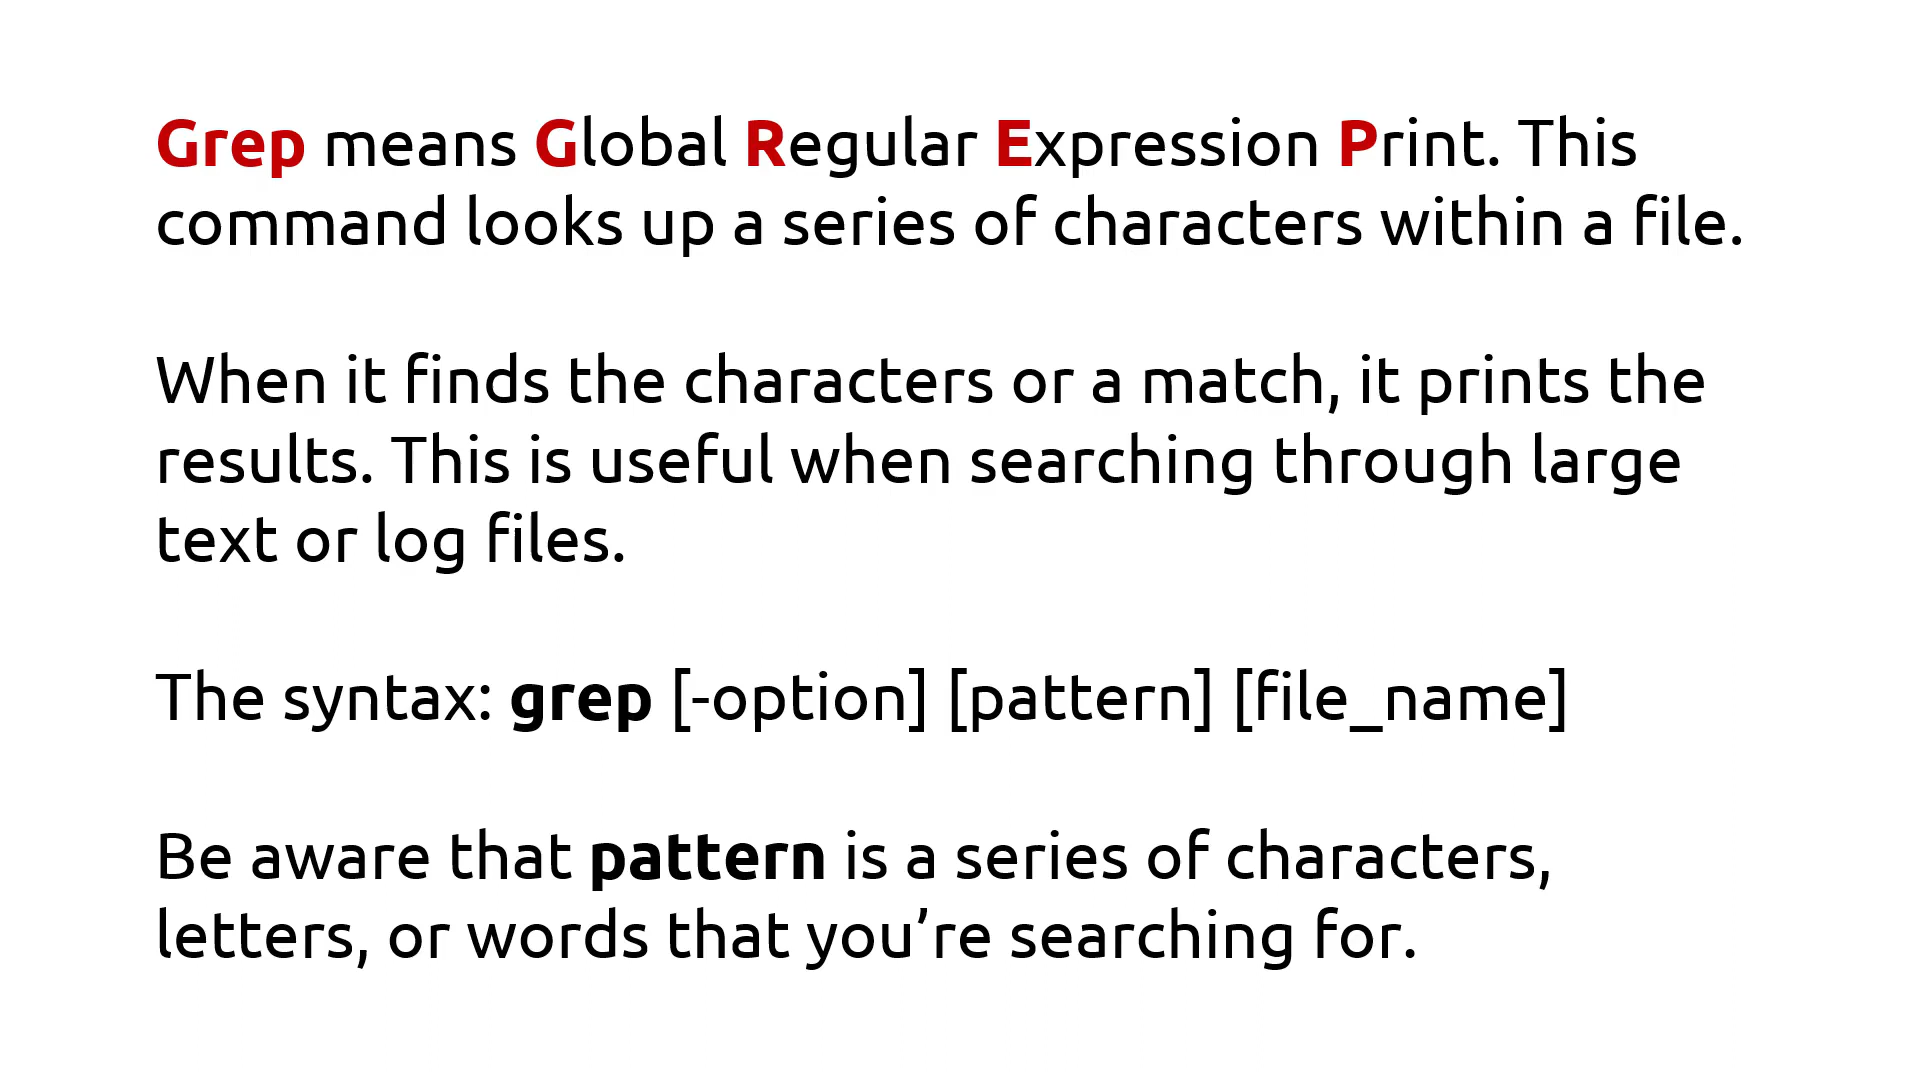 Grep means Global Regular Expression Print. This
command looks up a series of characters within a file.
When it finds the characters or a match, it prints the
results. This is useful when searching through large
text or log files.
The syntax: grep [-option] [pattern] [file_name]
Be aware that pattern is a series of characters,
letters, or words that you’re searching for.